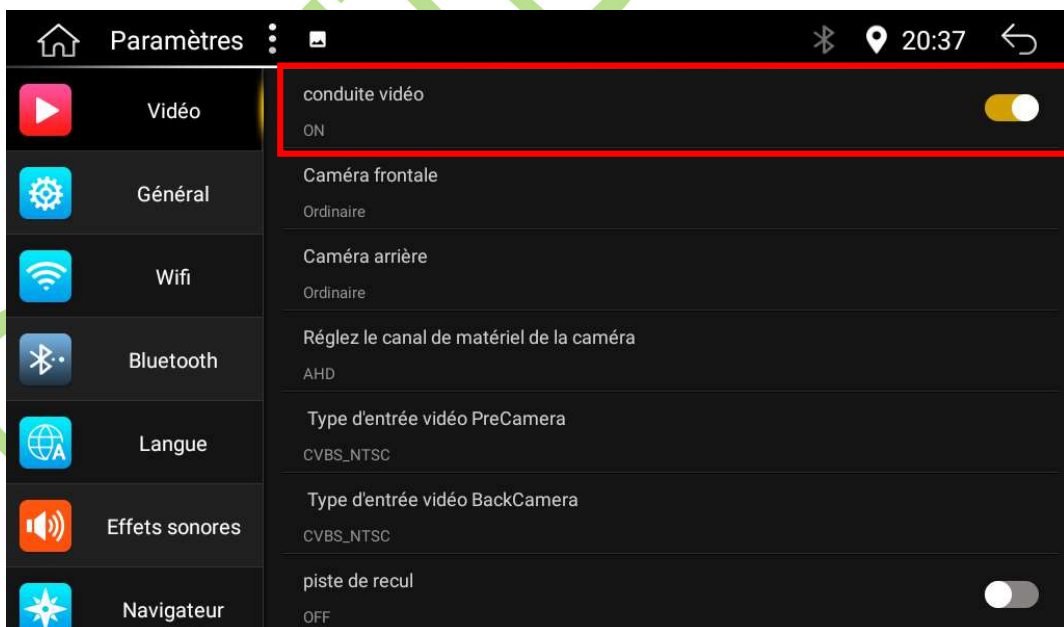 Paramètres
20:37
Vidéo
Général
Wifi
Bluetooth
Langue
Effets sonores
Navigateur
conduite vidéo
ON
Caméra frontale
Ordinaire
Caméra arrière
Ordinaire
Réglez le canal de matériel de la caméra
AHD
Type d'entrée vidéo PreCamera
CVBS_NTSC
Type d'entrée vidéo BackCamera
CVBS_NTSC
piste de recul
OFF